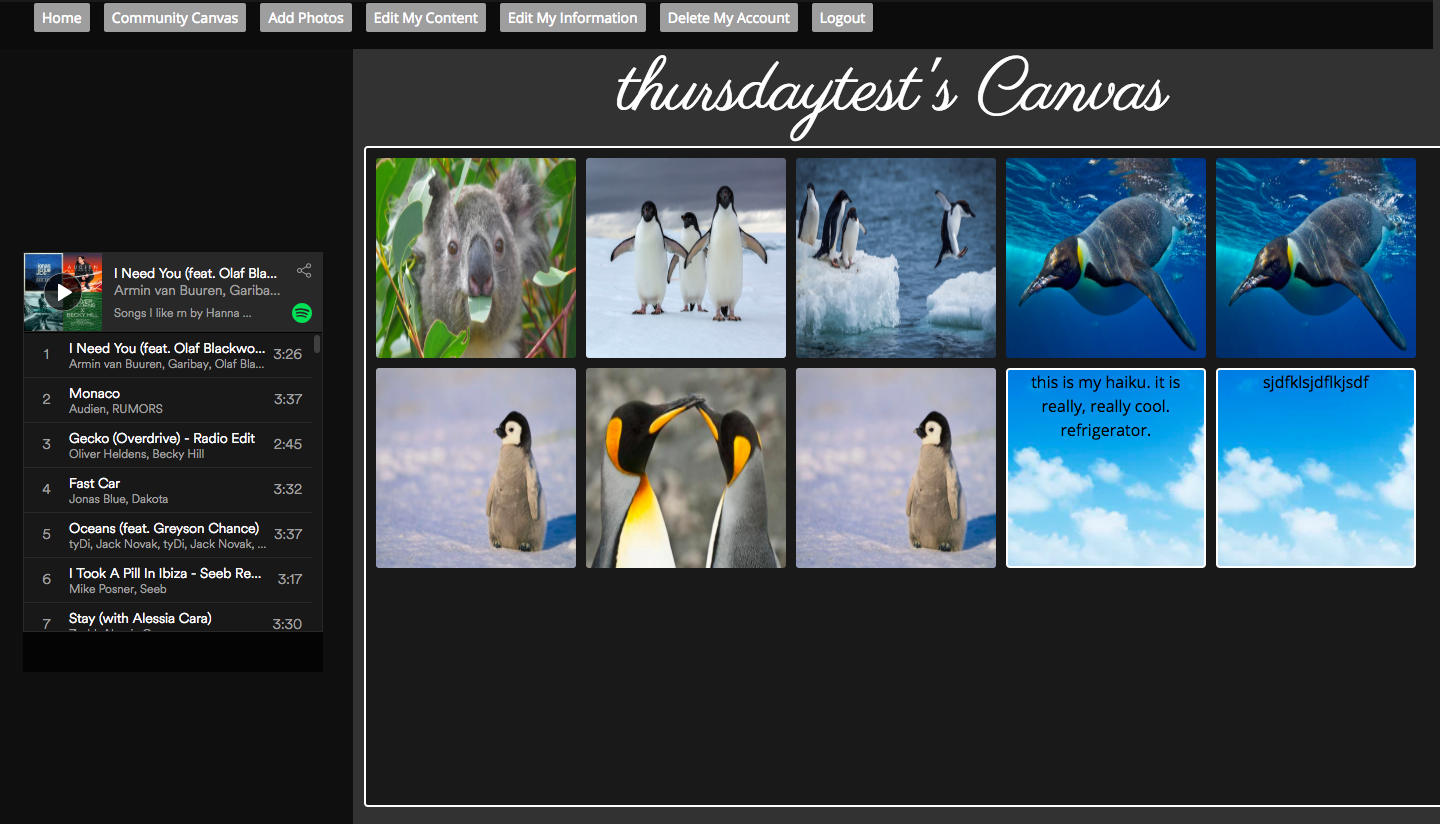 Home Community Canvas Add Photos Edit My Content Edit My Information Delete My Account Logout
thursdaytest's Canvas
I Need You (feat. Olaf Bla...
Armin van Buuren, Gariba...
Songs I like rn by Hanna ...
1 I Need You (feat. Olaf Blackwo... 3:26
Armin van Buuren, Garibay, Olaf Bla...
2 Monaco 3:37
Audien, RUMORS
3 Gecko (Overdrive) - Radio Edit 2:45
Oliver Heldens, Becky Hill
4 Fast Car 3:32
Jonas Blue, Dakota
5 Oceans (feat. Greyson Chance) 3:37
tyDi, Jack Novak, tyDi, Jack Novak, ...
6 I Took A Pill In Ibiza - Seeb Re... 3:17
Mike Posner, Seeb
7 Stay (with Alessia Cara) 3:30
this is my haiku. it is
really, really cool.
refrigerator.
sjdfklsjdflkjsdf